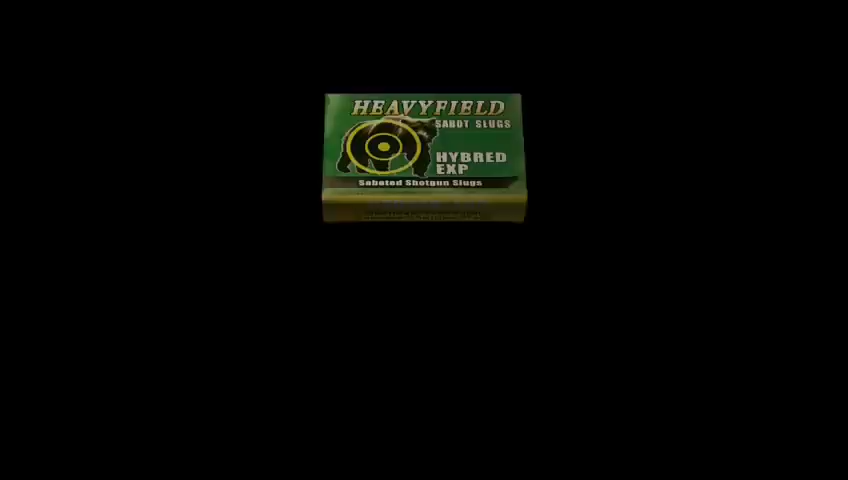 HEAVYFIELD
SABOT SLUGS
HYBRED
EXP
Saboted Shotgun Slugs